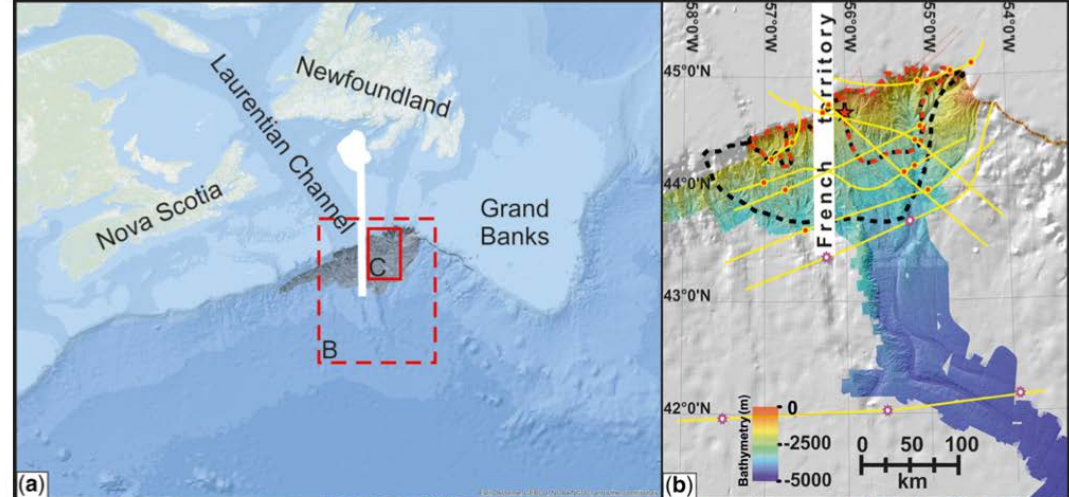 Laurentian Channel
Newfoundland
Nova Scotia
Grand
Banks
C
B
(a)
58°0'W
57°0'W
56°0'W
55°0'W
54°0'W
45°0'N
44°0'N
43°0'N
42°0'N
French territory
Bathymetry (m)
0
-2500
-5000
0 50 100
km
(b)